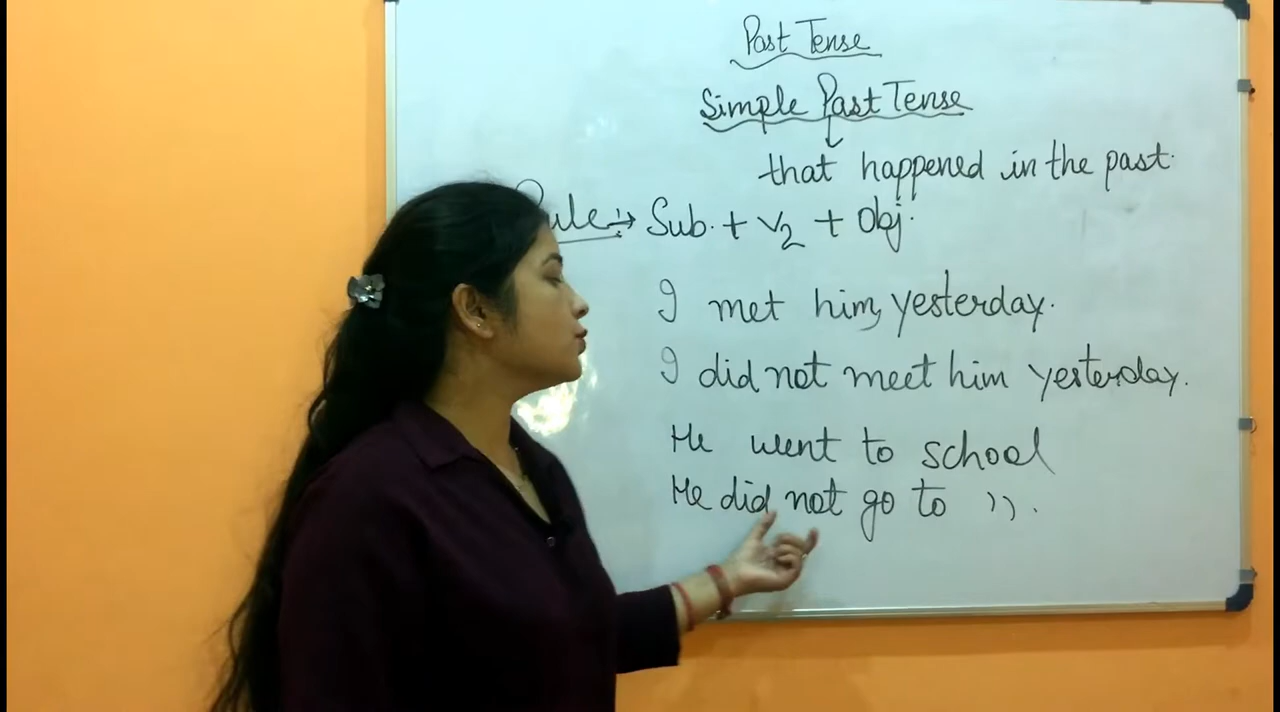 Past Tense
Simple Past Tense
↓
that happened in the past.
Rule:→ Sub. + V₂ + Obj.
I met him, yesterday.
I did not meet him yesterday.
He went to school
He did not go to ,, .